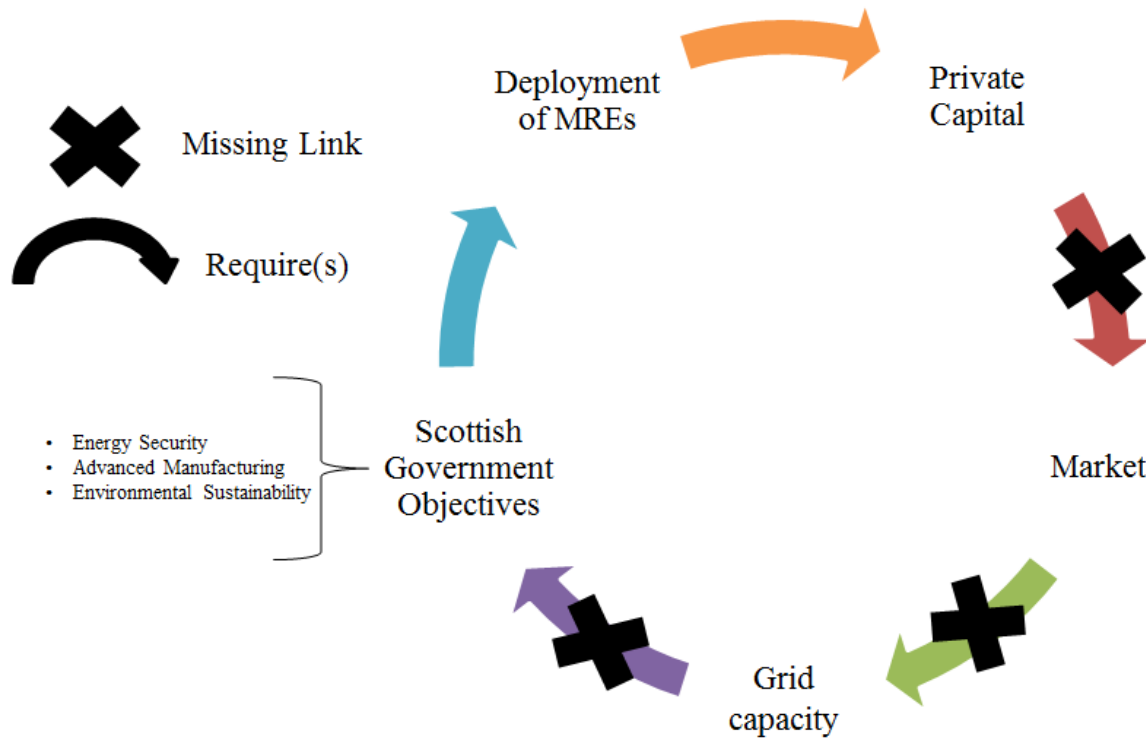 Deployment
of MREs
Private
Capital
Missing Link
Require(s)
• Energy Security
• Advanced Manufacturing
• Environmental Sustainability
Scottish
Government
Objectives
Market
Grid
capacity